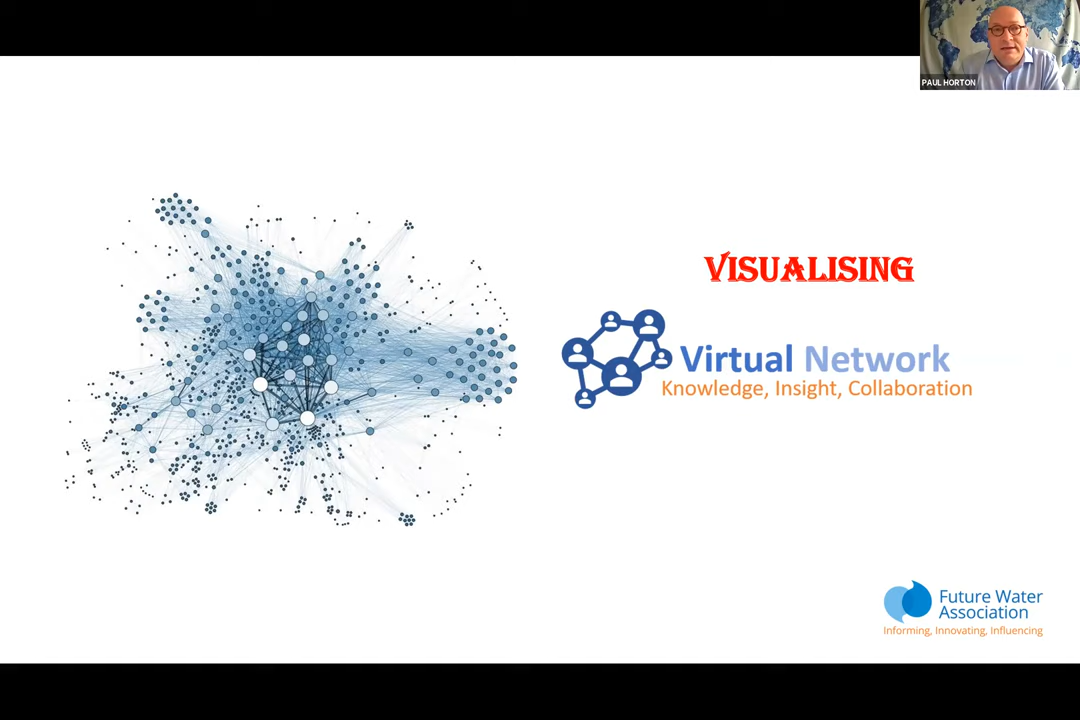 PAUL HORTON
VISUALISING
Virtual Network
Knowledge, Insight, Collaboration
Future Water
Association
Informing, Innovating, Influencing